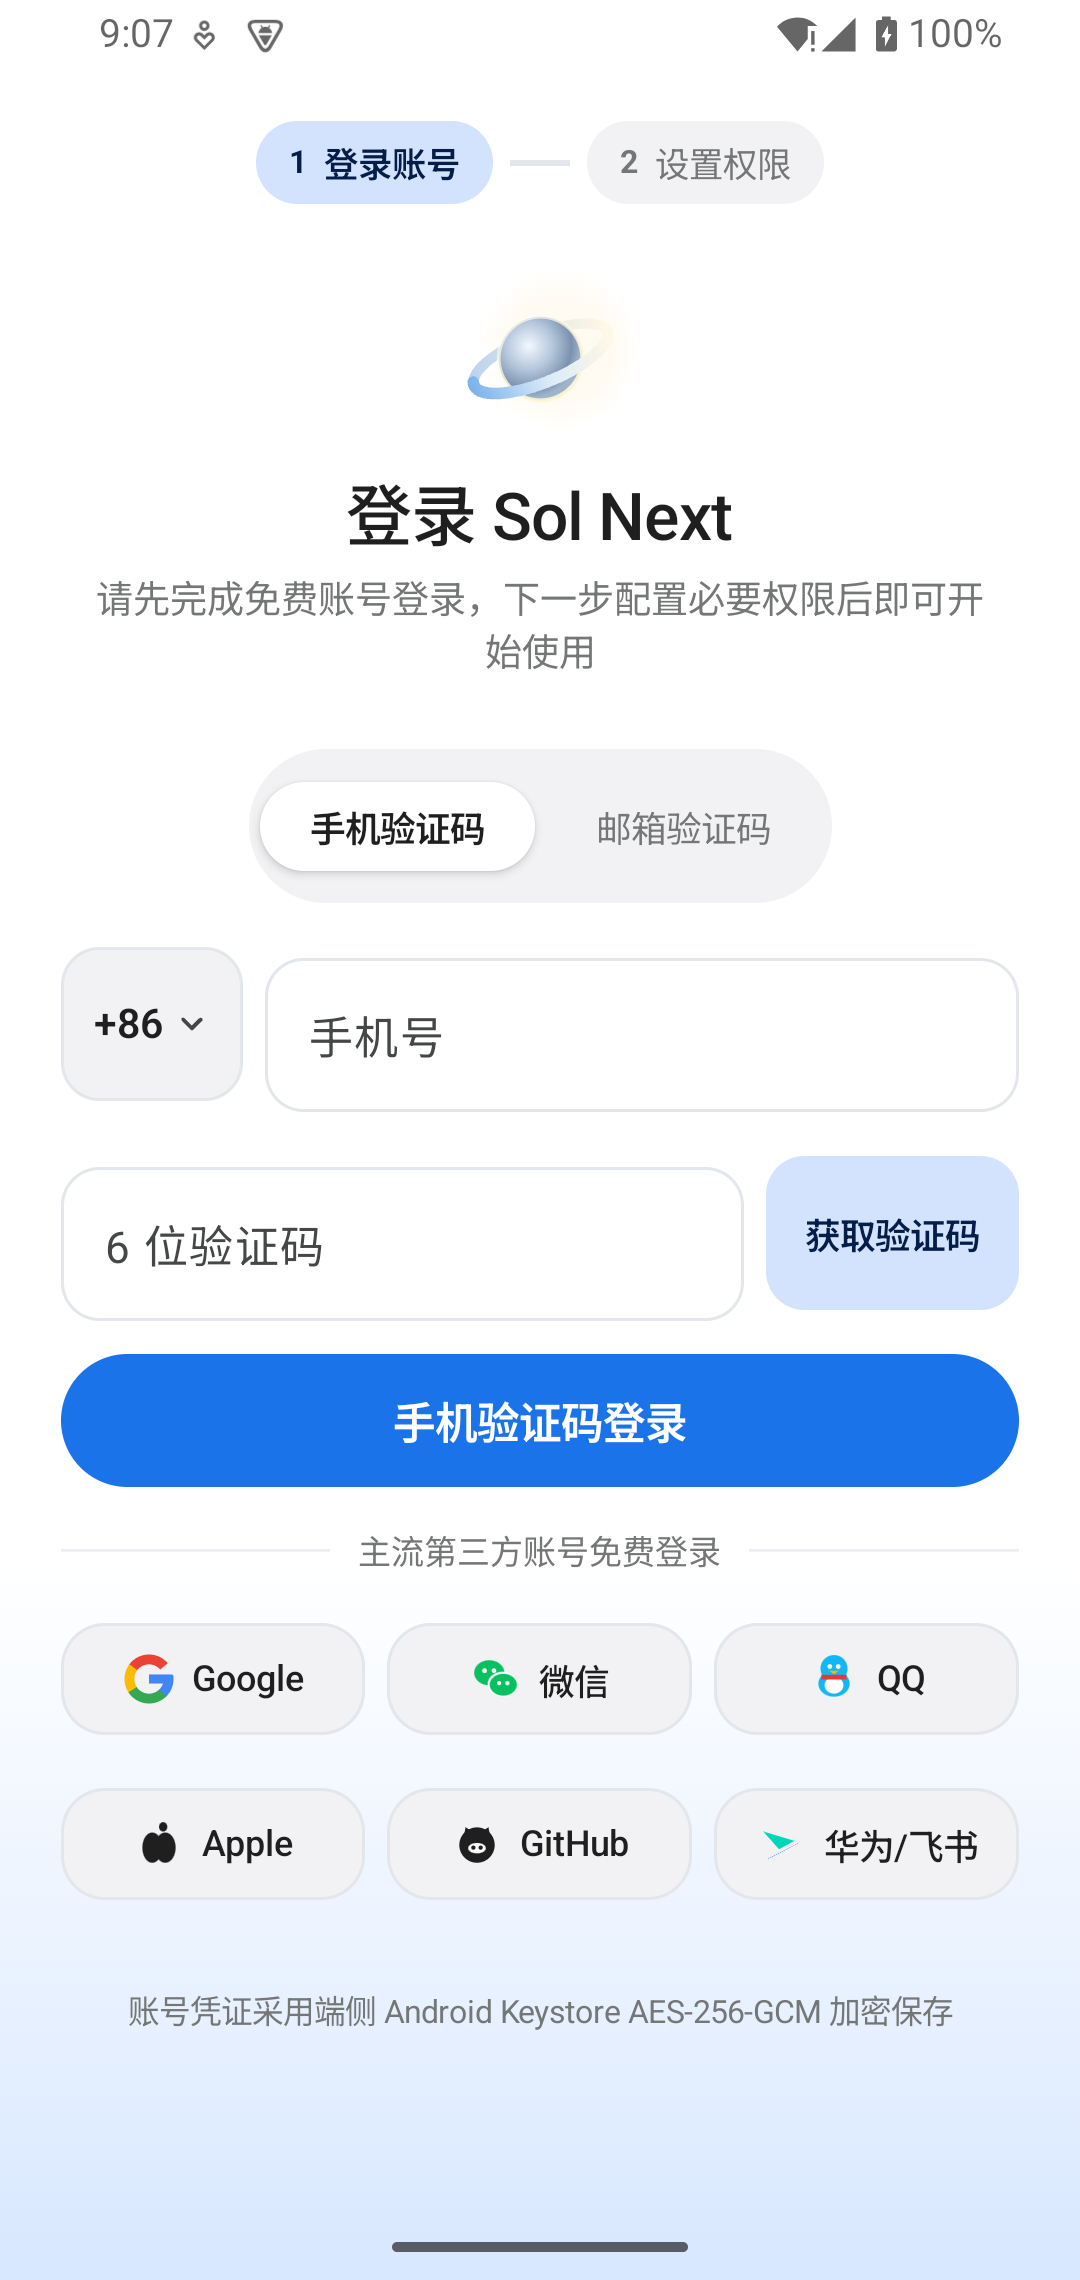 9:07
100%
1 登录账号
2 设置权限
登录 Sol Next
请先完成免费账号登录，下一步配置必要权限后即可开
始使用
手机验证码
邮箱验证码
+86
手机号
6 位验证码
获取验证码
手机验证码登录
主流第三方账号免费登录
Google
微信
QQ
Apple
GitHub
华为/飞书
账号凭证采用端侧 Android Keystore AES-256-GCM 加密保存